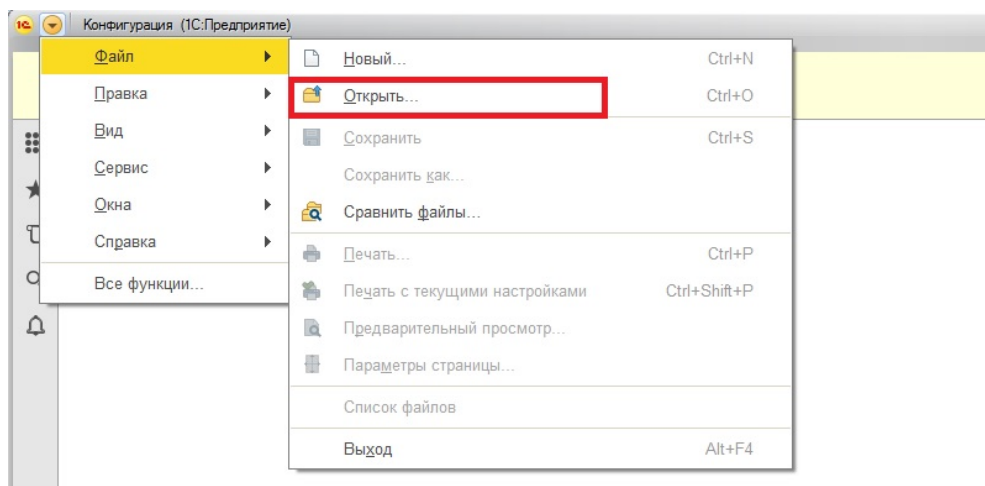 1С Конфигурация (1С:Предприятие)
Файл
Правка
Вид
Сервис
Окна
Справка
Все функции...
Новый... Ctrl+N
Открыть... Ctrl+O
Сохранить Ctrl+S
Сохранить как...
Сравнить файлы...
Печать... Ctrl+P
Печать с текущими настройками Ctrl+Shift+P
Предварительный просмотр...
Параметры страницы...
Список файлов
Выход Alt+F4